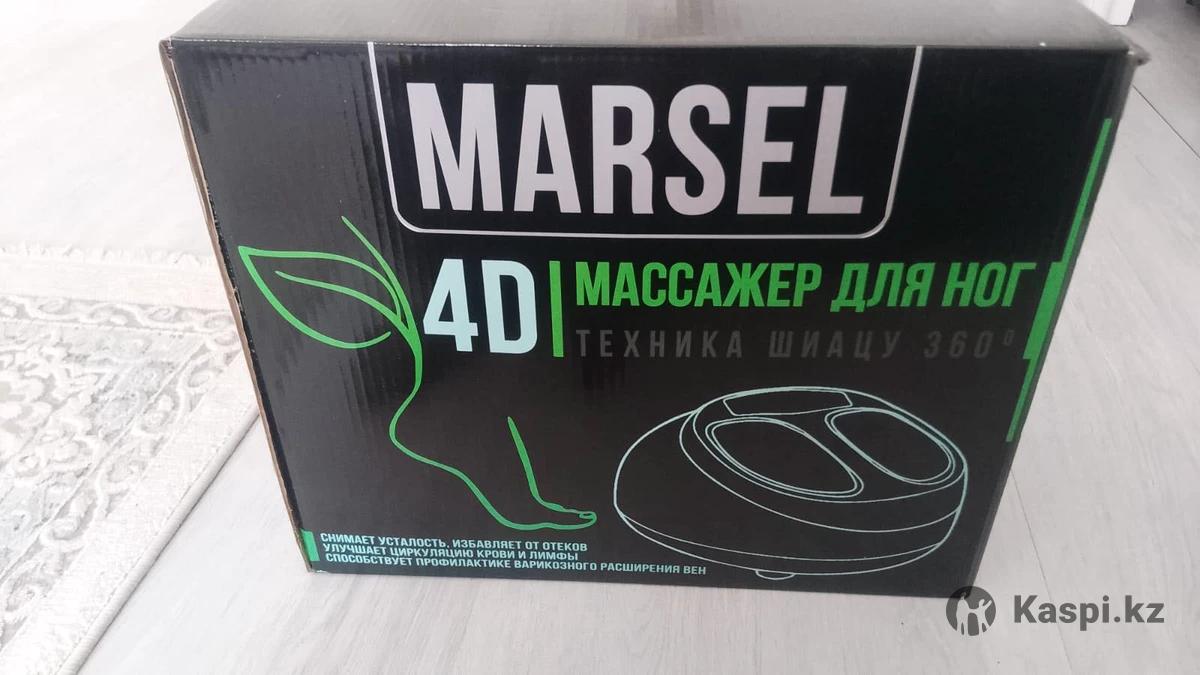 MARSEL
4D
МАССАЖЕР ДЛЯ НОГ
ТЕХНИКА ШИАЦУ 360°
СНИМАЕТ УСТАЛОСТЬ, ИЗБАВЛЯЕТ ОТ ОТЕКОВ
УЛУЧШАЕТ ЦИРКУЛЯЦИЮ КРОВИ И ЛИМФЫ
СПОСОБСТВУЕТ ПРОФИЛАКТИКЕ ВАРИКОЗНОГО РАСШИРЕНИЯ ВЕН
Kaspi.kz